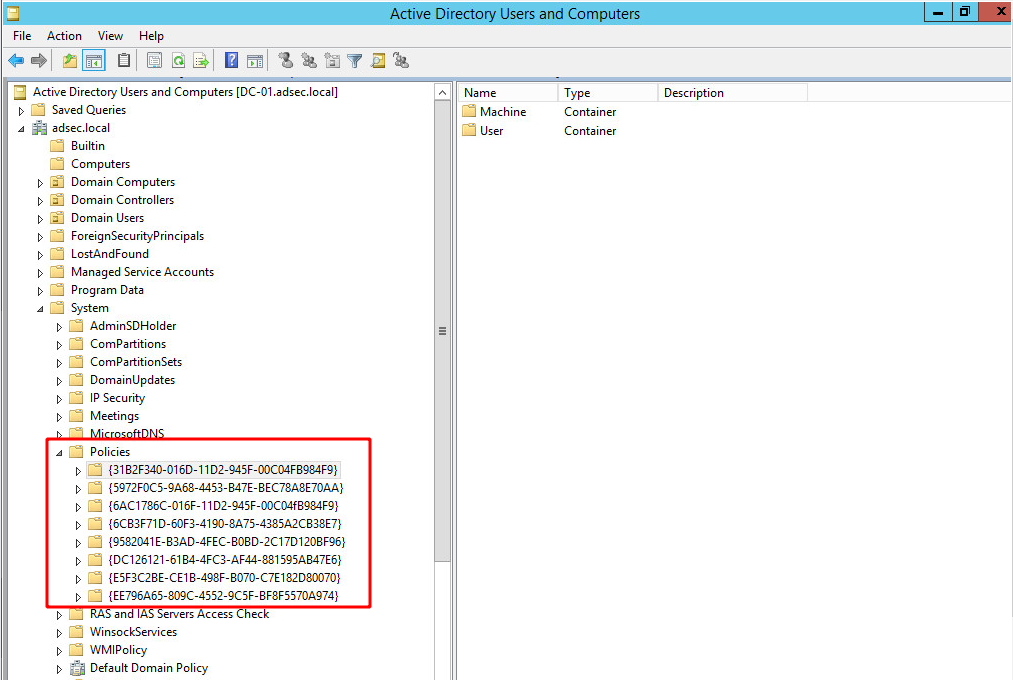 Active Directory Users and Computers
File Action View Help
Active Directory Users and Computers [DC-01.adsec.local]
Saved Queries
adsec.local
Builtin
Computers
Domain Computers
Domain Controllers
Domain Users
ForeignSecurityPrincipals
LostAndFound
Managed Service Accounts
Program Data
System
AdminSDHolder
ComPartitions
ComPartitionSets
DomainUpdates
IP Security
Meetings
MicrosoftDNS
Policies
{31B2F340-016D-11D2-945F-00C04FB984F9}
{5972F0C5-9A68-4453-B47E-BEC78A8E70AA}
{6AC1786C-016F-11D2-945F-00C04fB984F9}
{6CB3F71D-60F3-4190-8A75-4385A2CB38E7}
{9582041E-B3AD-4FEC-B0BD-2C17D120BF96}
{DC126121-61B4-4FC3-AF44-881595AB47E6}
{E5F3C2BE-CE1B-498F-B070-C7E182D80070}
{EE796A65-809C-4552-9C5F-BF8F5570A974}
RAS and IAS Servers Access Check
WinsockServices
WMIPolicy
Default Domain Policy
Name Type Description
Machine Container
User Container